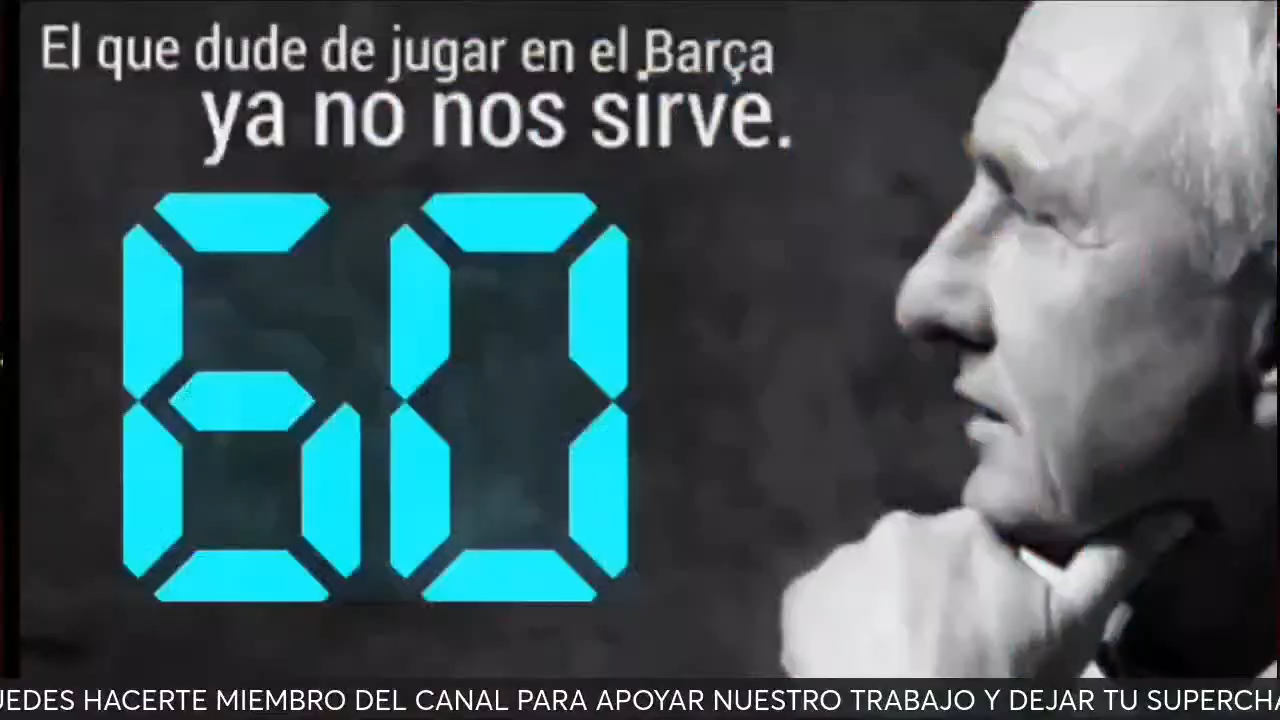 El que dude de jugar en el Barça
ya no nos sirve.
60
UEDES HACERTE MIEMBRO DEL CANAL PARA APOYAR NUESTRO TRABAJO Y DEJAR TU SUPERCHA